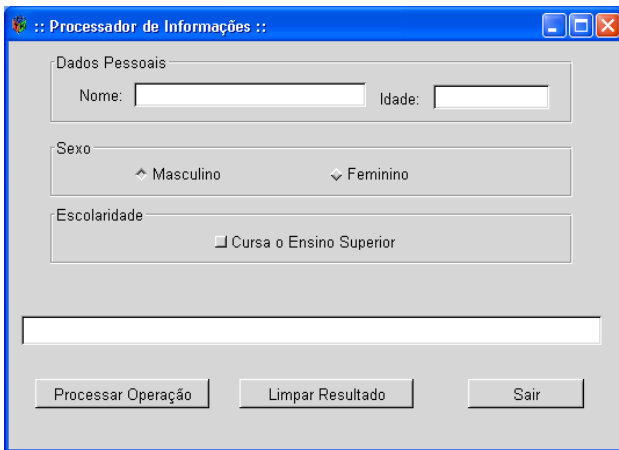 :: Processador de Informações ::
Dados Pessoais
Nome: Idade:
Sexo
Masculino Feminino
Escolaridade
Cursa o Ensino Superior
Processar Operação Limpar Resultado Sair